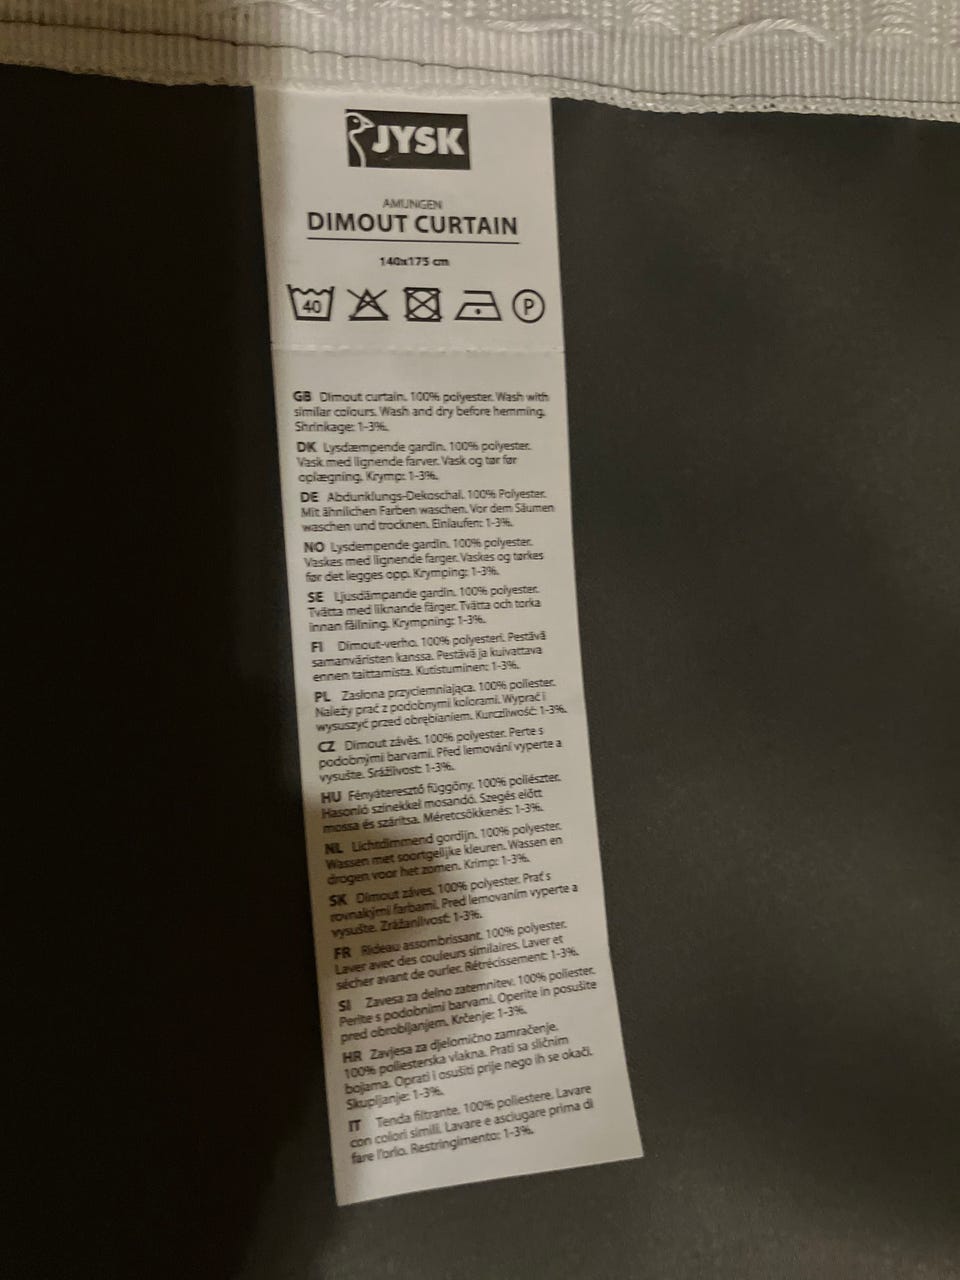 JYSK
AMUNGEN
DIMOUT CURTAIN
140x175 cm
40
P
GB Dimout curtain. 100% polyester. Wash with
similar colours. Wash and dry before hemming.
Shrinkage: 1-3%.
DK Lysdæmpende gardin. 100% polyester.
Vask med lignende farver. Vask og tør før
oplægning. Krymp: 1-3%.
DE Abdunklungs-Dekoschal. 100% Polyester.
Mit ähnlichen Farben waschen. Vor dem Säumen
waschen und trocknen. Einlaufen: 1-3%.
NO Lysdempende gardin. 100% polyester.
Vaskes med lignende farger. Vaskes og tørkes
før det legges opp. Krymping: 1-3%.
SE Ljusdämpande gardin. 100% polyester.
Tvätta med liknande färger. Tvätta och torka
innan fållning. Krympning: 1-3%.
FI Dimout-verho. 100% polyesteri. Pestävä
samanväristen kanssa. Pestävä ja kuivattava
ennen taittamista. Kutistuminen: 1-3%.
PL Zasłona przyciemniająca. 100% poliester.
Należy prać z podobnymi kolorami. Wyprać i
wysuszyć przed obrębianiem. Kurczliwość: 1-3%.
CZ Dimout závěs. 100% polyester. Perte s
podobnými barvami. Před lemování vyperte a
vysušte. Srážlivost: 1-3%.
HU Fényáteresztő függöny. 100% poliészter.
Hasonló színekkel mosandó. Szegés előtt
mossa és szárítsa. Méretcsökkenés: 1-3%.
NL Lichtdimmend gordijn. 100% polyester.
Wassen met soortgelijke kleuren. Wassen en
drogen voor het zomen. Krimp: 1-3%.
SK Dimout záves. 100% polyester. Prať s
rovnakými farbami. Pred lemovaním vyperte a
vysušte. Zrážanlivosť: 1-3%.
FR Rideau assombrissant. 100% polyester.
Laver avec des couleurs similaires. Laver et
sécher avant de ourler. Rétrécissement: 1-3%.
SI Zavesa za delno zatemnitev. 100% poliester.
Perite s podobnimi barvami. Operite in posušite
pred obrobljanjem. Krčenje: 1-3%.
HR Zavjesa za djelomično zamračenje.
100% poliesterska vlakna. Prati sa sličnim
bojama. Oprati i osušiti prije nego ih se okači.
Skupljanje: 1-3%.
IT Tenda filtrante. 100% poliestere. Lavare
con colori simili. Lavare e asciugare prima di
fare l'orlo. Restringimento: 1-3%.